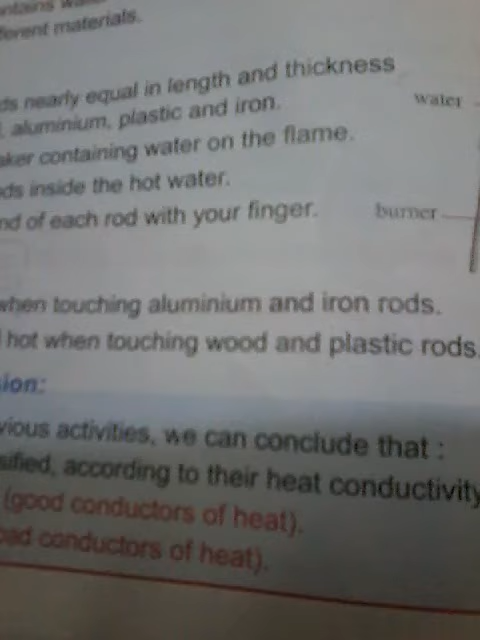 ferent materials.
ds nearly equal in length and thickness
, aluminium, plastic and iron.
aker containing water on the flame.
ds inside the hot water.
nd of each rod with your finger.
water
burner
when touching aluminium and iron rods.
hot when touching wood and plastic rods.
sion:
vious activities, we can conclude that :
sified, according to their heat conductivity
(good conductors of heat).
bad conductors of heat).